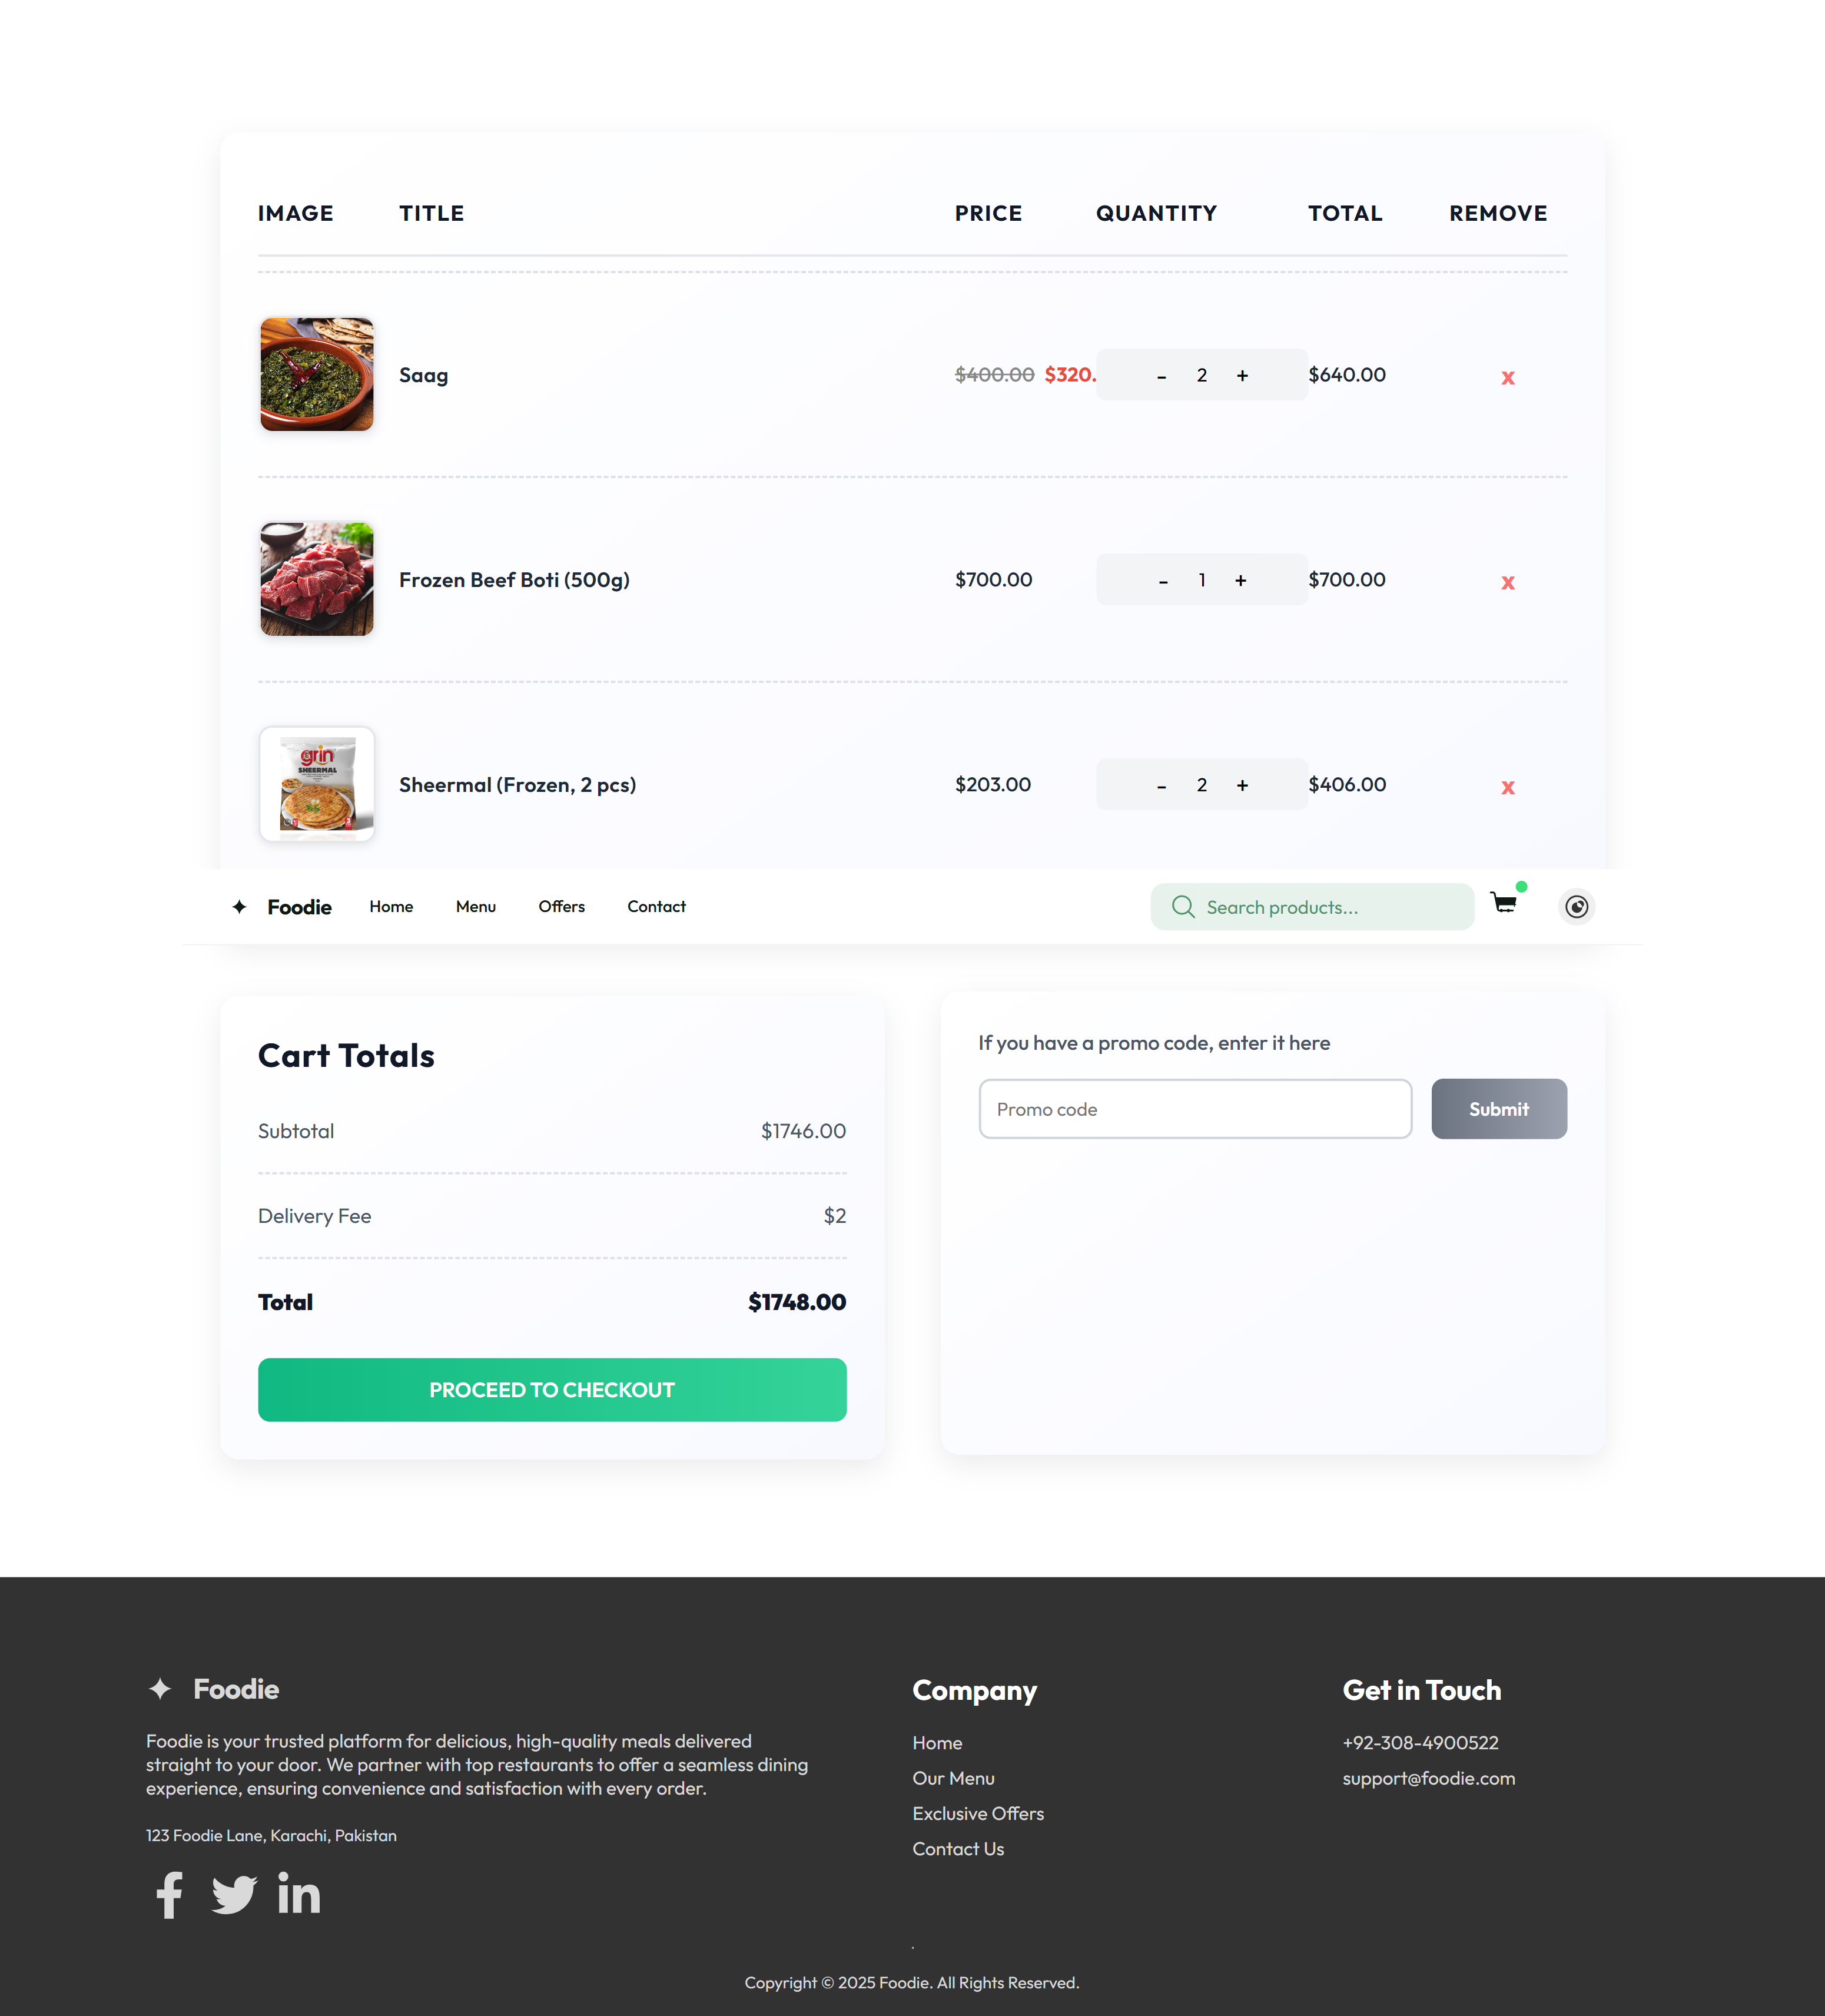 IMAGE TITLE PRICE QUANTITY TOTAL REMOVE
Saag $400.00 $320. - 2 + $640.00 x
Frozen Beef Boti (500g) $700.00 - 1 + $700.00 x
grin
SHEERMAL
Sheermal (Frozen, 2 pcs) $203.00 - 2 + $406.00 x
Foodie Home Menu Offers Contact Search products...
Cart Totals
Subtotal $1746.00
Delivery Fee $2
Total $1748.00
PROCEED TO CHECKOUT
If you have a promo code, enter it here
Promo code Submit
Foodie
Foodie is your trusted platform for delicious, high-quality meals delivered
straight to your door. We partner with top restaurants to offer a seamless dining
experience, ensuring convenience and satisfaction with every order.
123 Foodie Lane, Karachi, Pakistan
Company
Home
Our Menu
Exclusive Offers
Contact Us
Get in Touch
+92-308-4900522
support@foodie.com
.
Copyright © 2025 Foodie. All Rights Reserved.